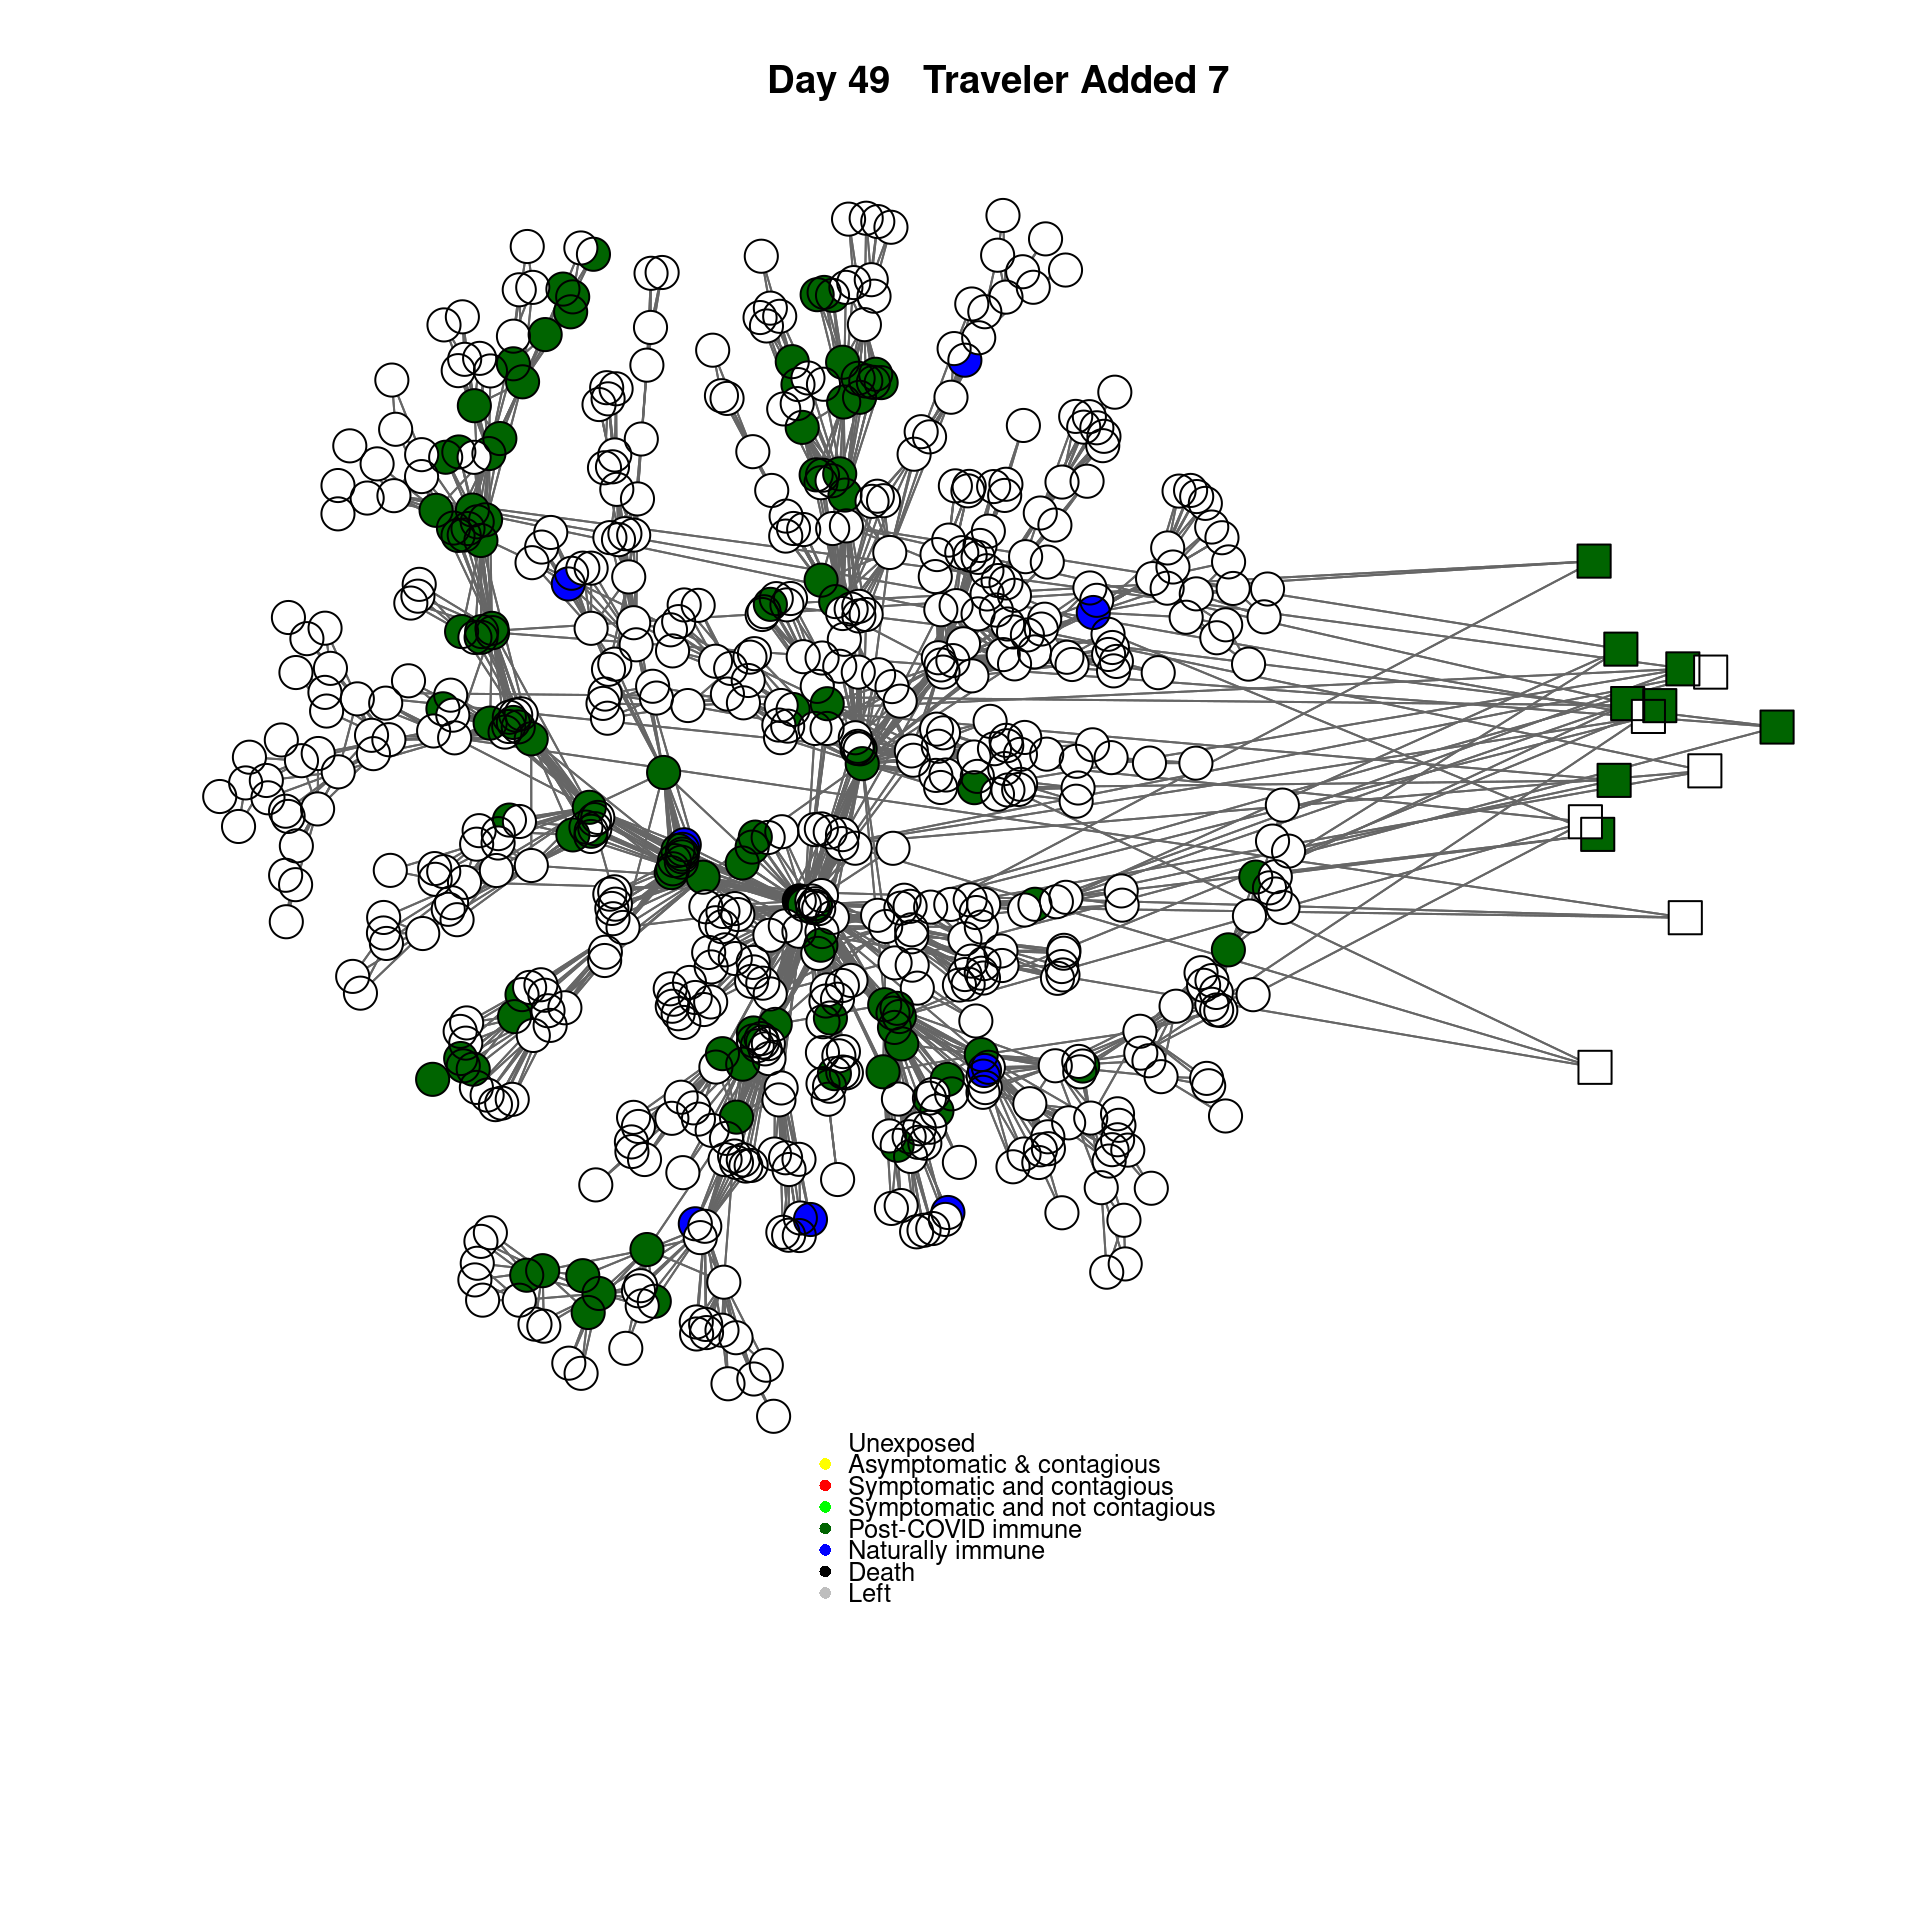 Day 49   Traveler Added 7
Unexposed
Asymptomatic & contagious
Symptomatic and contagious
Symptomatic and not contagious
Post-COVID immune
Naturally immune
Death
Left